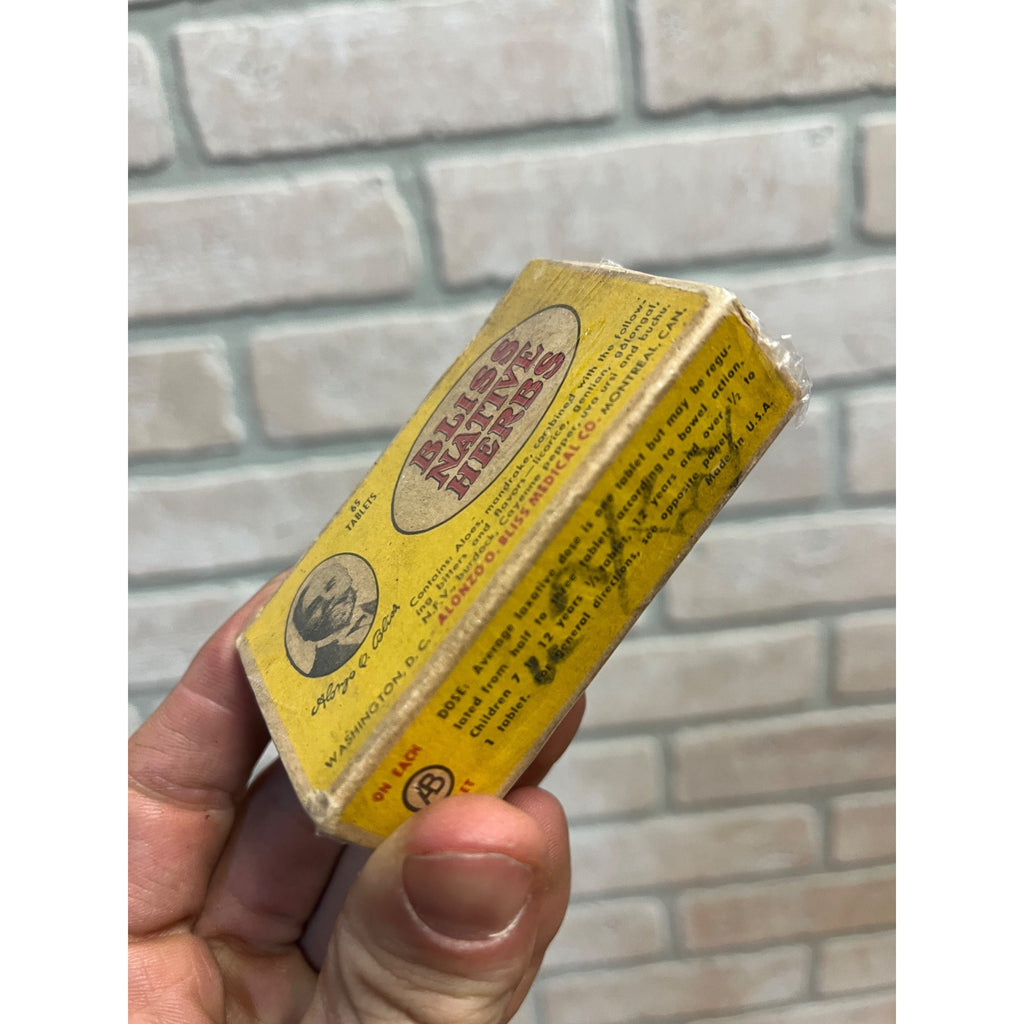 BLISS
NATIVE
HERBS
65
TABLETS
Contains: Aloes, mandrake, combined with the follow-
ing bitters and flavors—licorice, gentian, galangal,
N.F.V., burdock, Cayenne pepper, uva ursi and buchu.
ALONZO O. BLISS MEDICAL CO.
WASHINGTON, D. C. MONTREAL, CAN.
Alonzo O. Bliss
DOSE: Average laxative dose is one tablet but may be regu-
lated from half to three tablets according to bowel action.
Children 7 to 12 years 1/2 tablet, 12 years and over 1/2 to
1 tablet. For general directions, see opposite panel.
Made in U.S.A.
ON EACH
AB